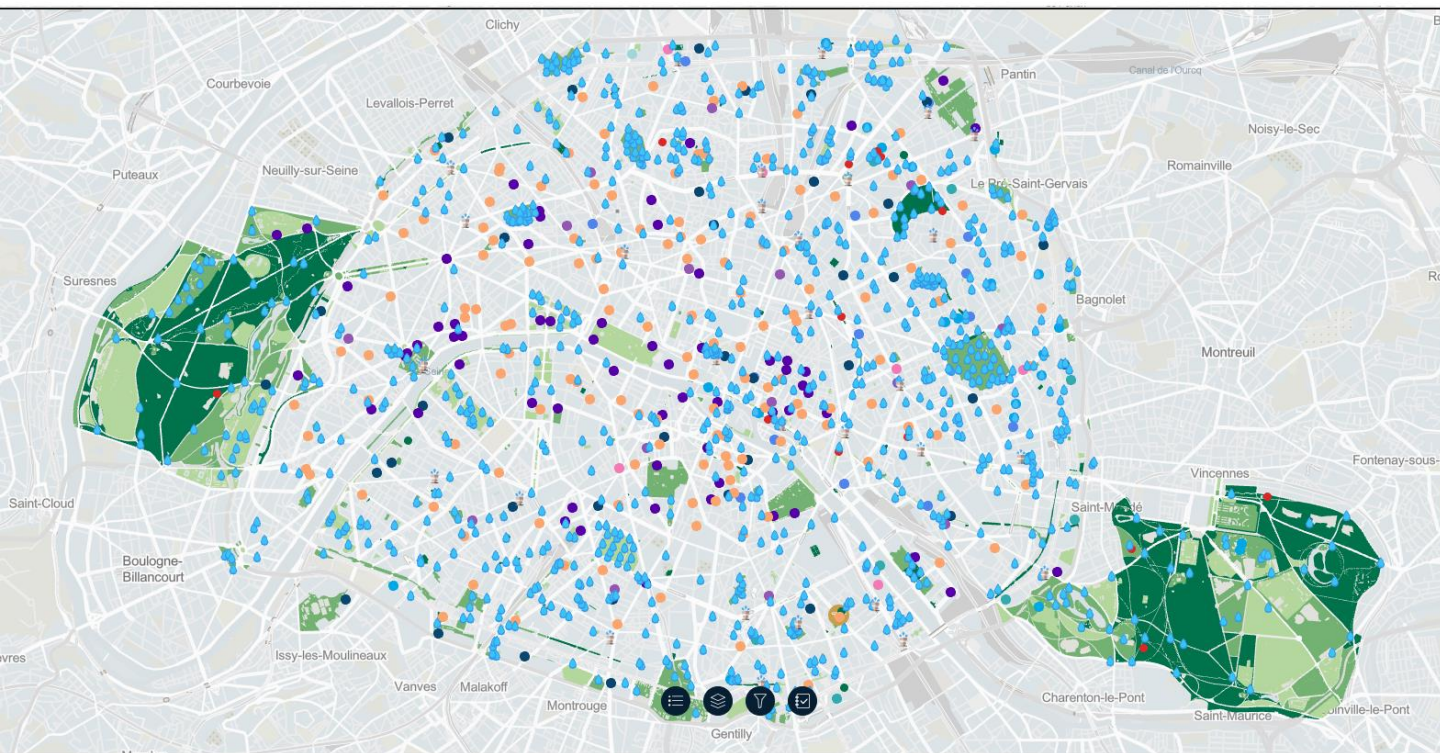 Clichy
Pantin
Canal de l'Ourcq
Courbevoie
Levallois-Perret
Noisy-le-Sec
Romainville
Puteaux
Neuilly-sur-Seine
Le Pré-Saint-Gervais
Suresnes
Bagnolet
Montreuil
Vincennes
Fontenay-sous-
Saint-Cloud
Saint-Mandé
Boulogne-
Billancourt
Issy-les-Moulineaux
Vanves
Malakoff
Montrouge
Charenton-le-Pont
Saint-Maurice
oinville-le-Pont
Gentilly